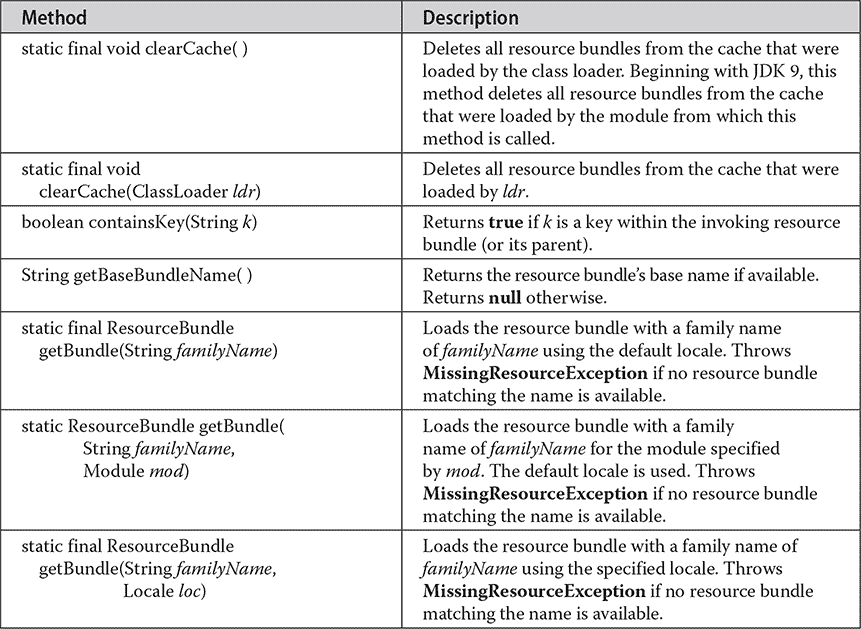 Method
Description
static final void clearCache( )
Deletes all resource bundles from the cache that were
loaded by the class loader. Beginning with JDK 9, this
method deletes all resource bundles from the cache
that were loaded by the module from which this
method is called.
static final void
clearCache(ClassLoader ldr)
Deletes all resource bundles from the cache that were
loaded by ldr.
boolean containsKey(String k)
Returns true if k is a key within the invoking resource
bundle (or its parent).
String getBaseBundleName( )
Returns the resource bundle’s base name if available.
Returns null otherwise.
static final ResourceBundle
getBundle(String familyName)
Loads the resource bundle with a family name
of familyName using the default locale. Throws
MissingResourceException if no resource bundle
matching the name is available.
static ResourceBundle getBundle(
String familyName,
Module mod)
Loads the resource bundle with a family
name of familyName for the module specified
by mod. The default locale is used. Throws
MissingResourceException if no resource bundle
matching the name is available.
static final ResourceBundle
getBundle(String familyName,
Locale loc)
Loads the resource bundle with a family name of
familyName using the specified locale. Throws
MissingResourceException if no resource bundle
matching the name is available.